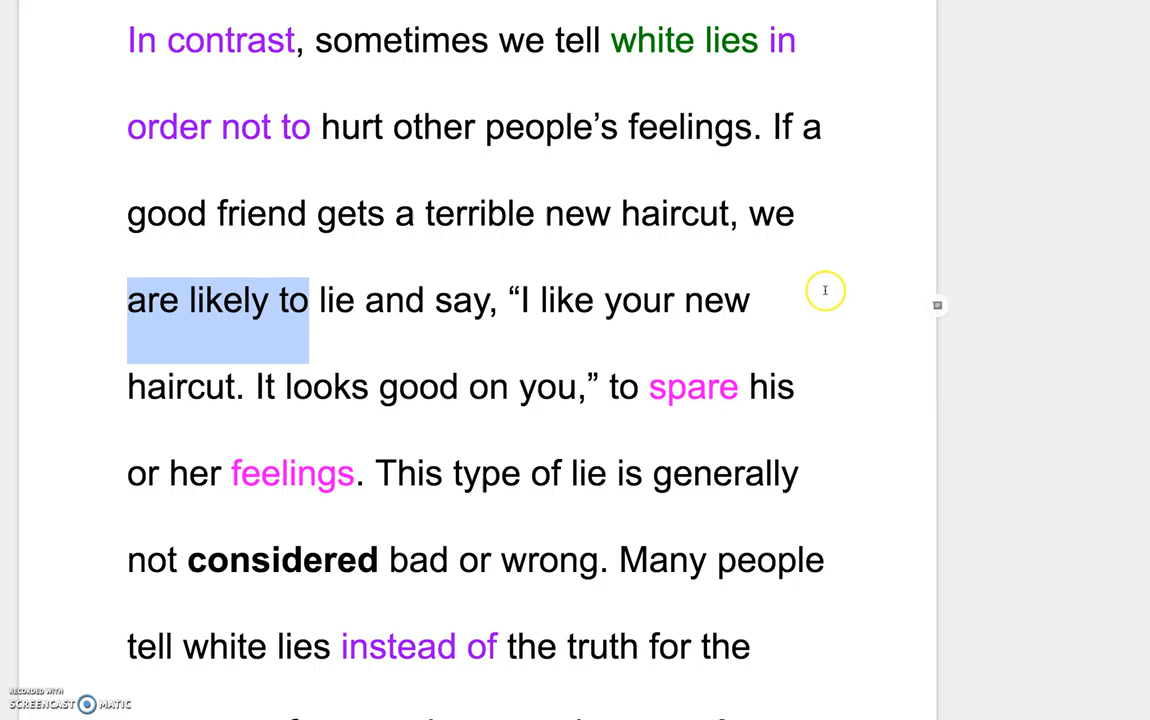 In contrast, sometimes we tell white lies in
order not to hurt other people’s feelings. If a
good friend gets a terrible new haircut, we
are likely to lie and say, “I like your new
haircut. It looks good on you,” to spare his
or her feelings. This type of lie is generally
not considered bad or wrong. Many people
tell white lies instead of the truth for the
RECORDED WITH
SCREENCAST MATIC